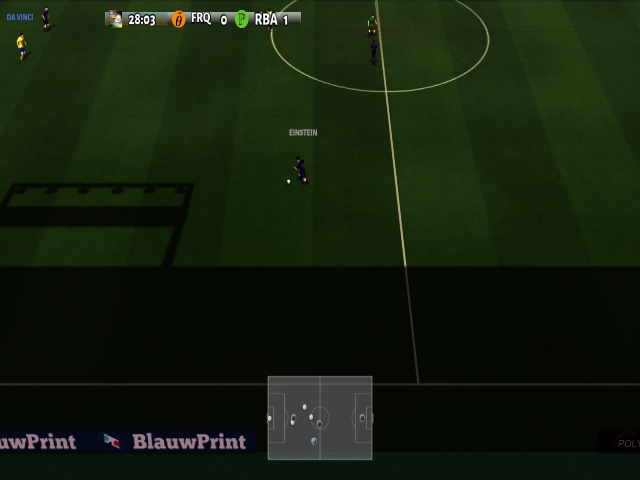 DA VINCI
28:03 FRQ 0 RBA 1
EINSTEIN
uwPrint BlauwPrint
POLY